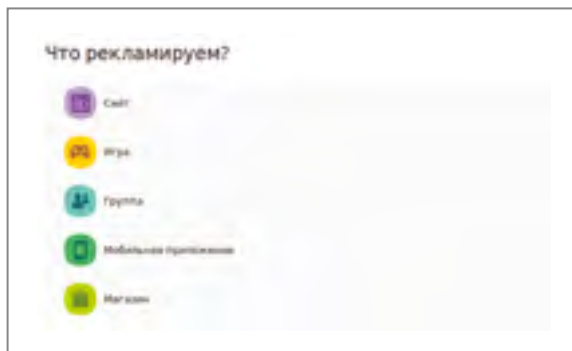 Что рекламируем?
Сайт
Игра
Группа
Мобильное приложение
Магазин